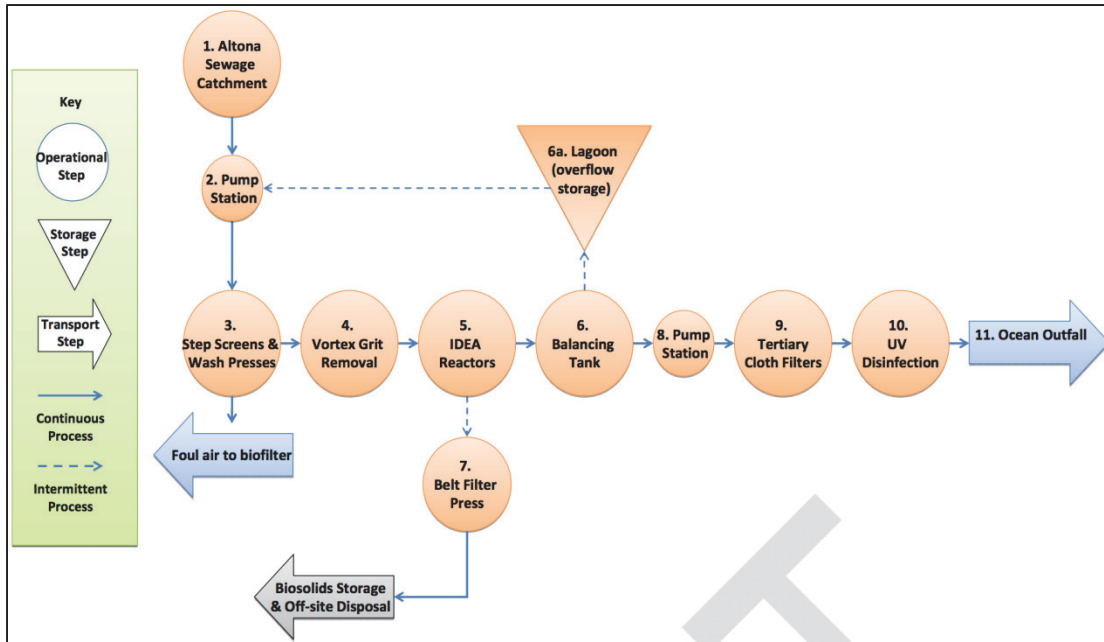 Key
Operational
Step
Storage
Step
Transport
Step
Continuous
Process
Intermittent
Process
1. Altona
Sewage
Catchment
2. Pump
Station
6a. Lagoon
(overflow
storage)
3.
Step Screens &
Wash Presses
4.
Vortex Grit
Removal
5.
IDEA
Reactors
6.
Balancing
Tank
8. Pump
Station
9.
Tertiary
Cloth Filters
10.
UV
Disinfection
11. Ocean Outfall
Foul air to biofilter
7.
Belt Filter
Press
Biosolids Storage
& Off-site Disposal